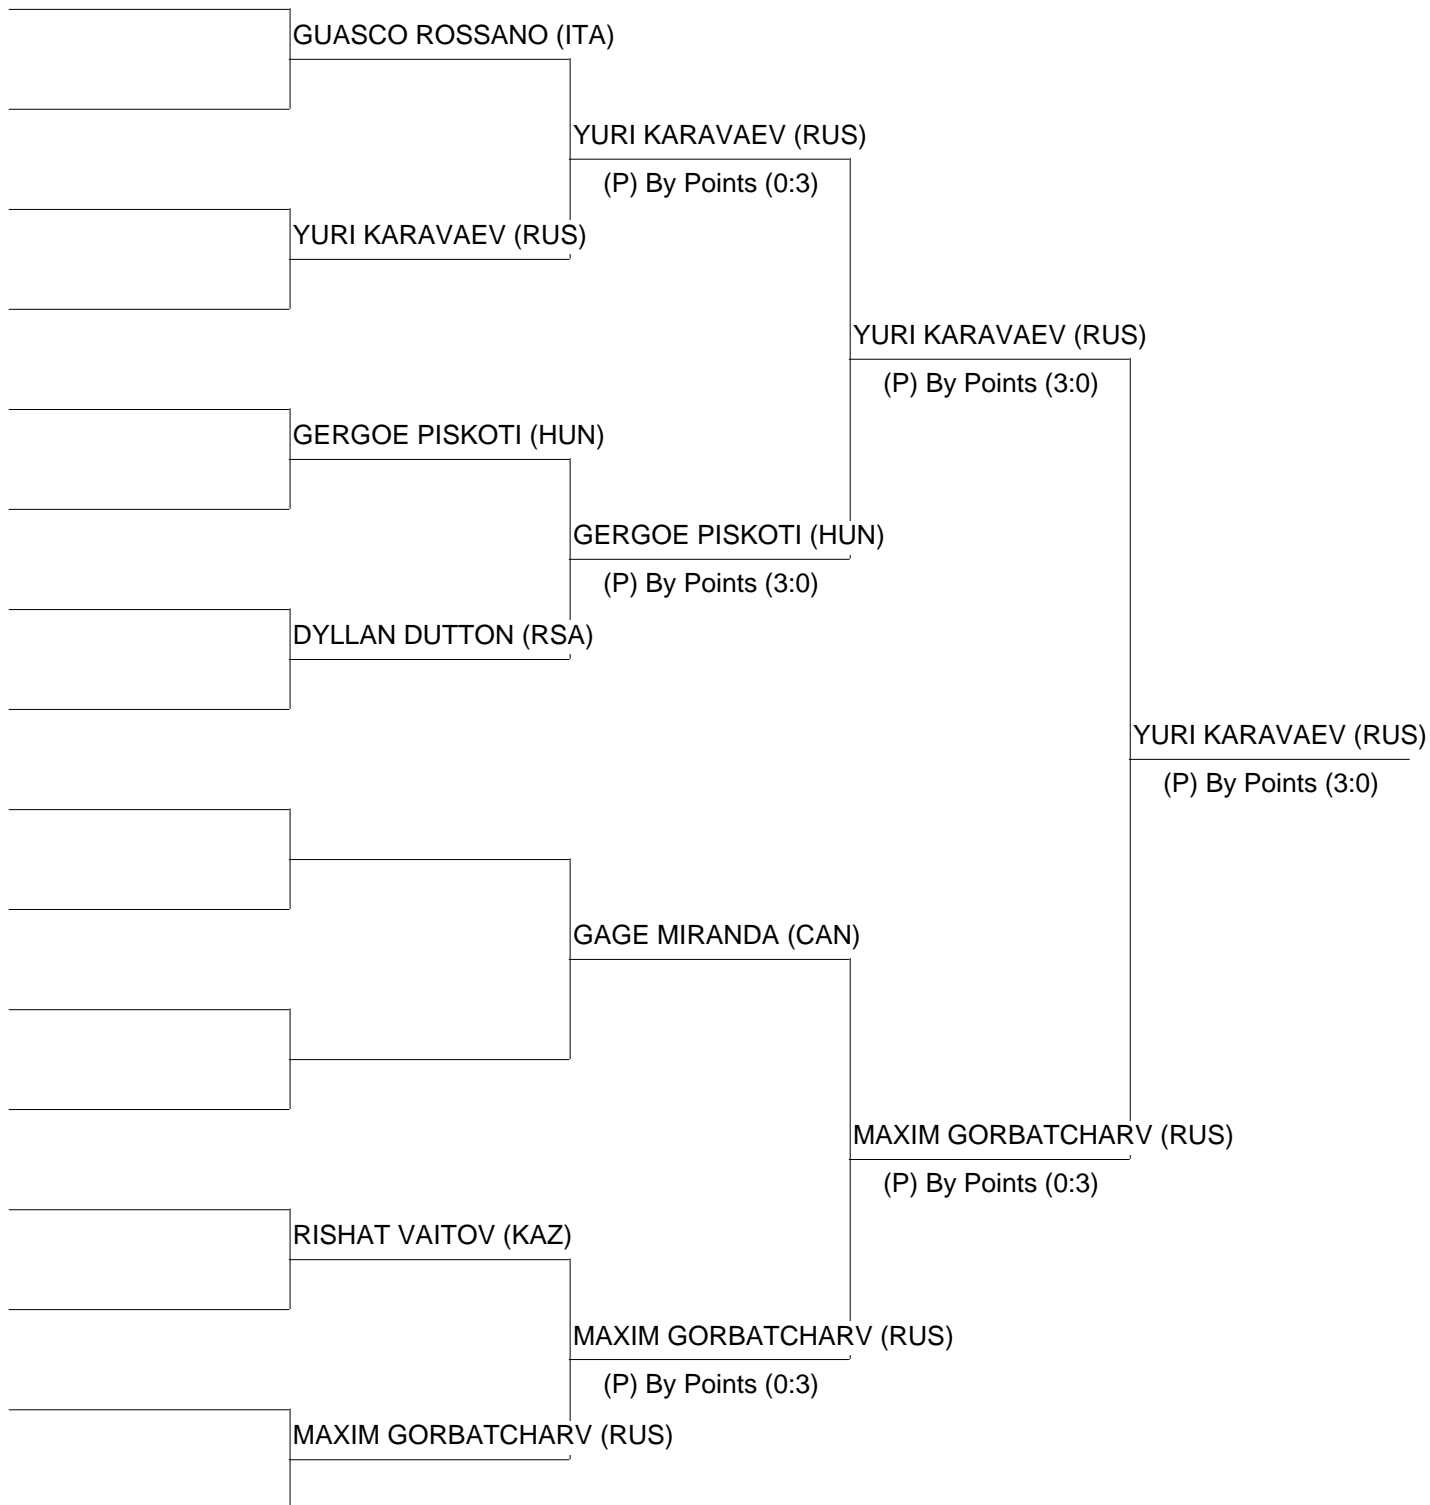 GUASCO ROSSANO (ITA)
YURI KARAVAEV (RUS)
(P) By Points (0:3)
YURI KARAVAEV (RUS)
YURI KARAVAEV (RUS)
(P) By Points (3:0)
GERGOE PISKOTI (HUN)
GERGOE PISKOTI (HUN)
(P) By Points (3:0)
DYLLAN DUTTON (RSA)
YURI KARAVAEV (RUS)
(P) By Points (3:0)
GAGE MIRANDA (CAN)
MAXIM GORBATCHARV (RUS)
(P) By Points (0:3)
RISHAT VAITOV (KAZ)
MAXIM GORBATCHARV (RUS)
(P) By Points (0:3)
MAXIM GORBATCHARV (RUS)